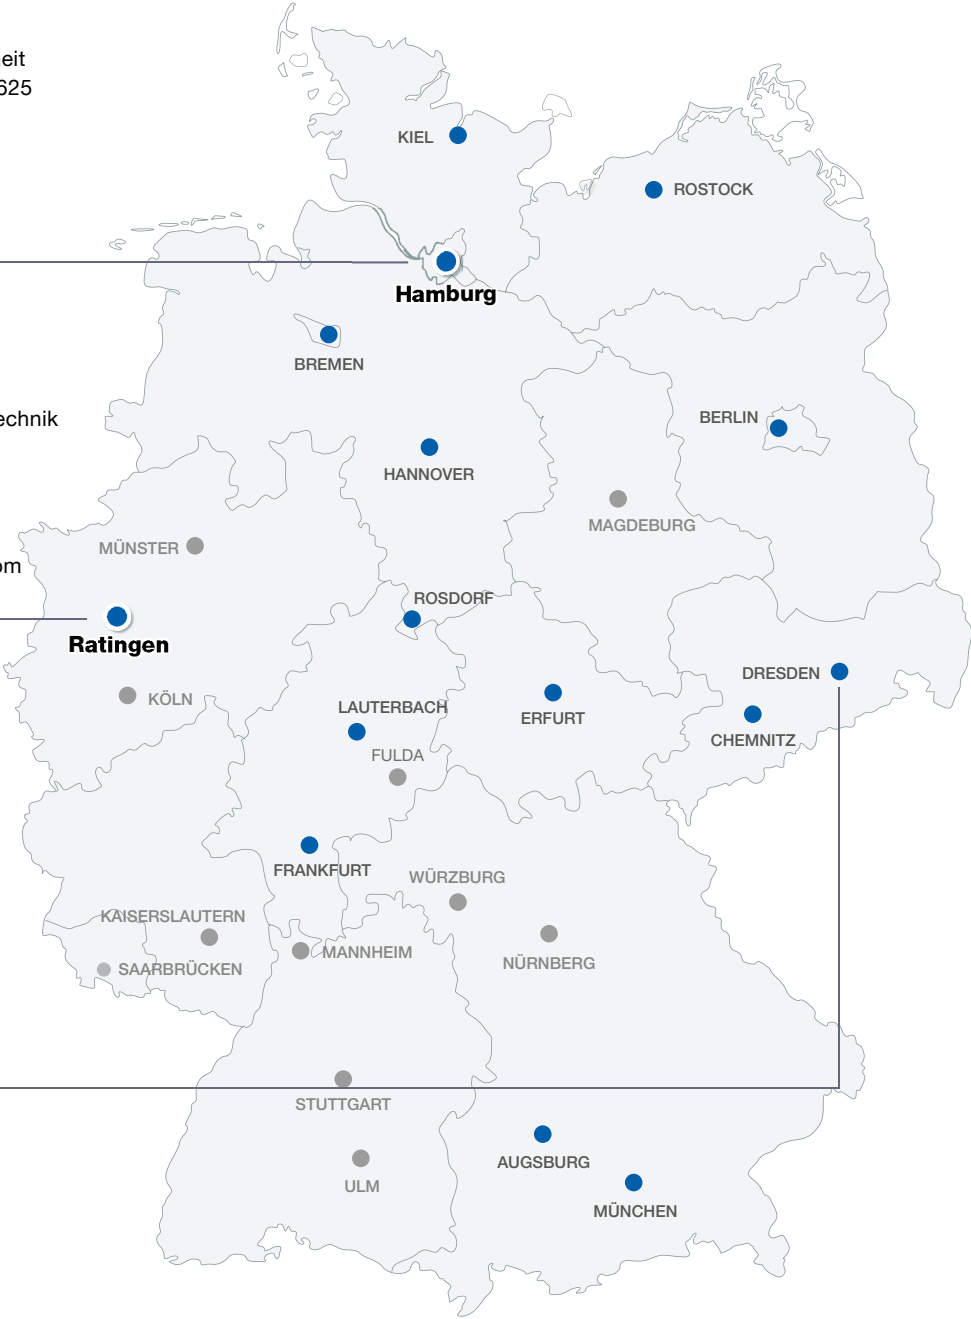 eit
625
KIEL
ROSTOCK
Hamburg
BREMEN
BERLIN
echnik
HANNOVER
MAGDEBURG
MÜNSTER
om
ROSDORF
Ratingen
DRESDEN
KÖLN
LAUTERBACH
ERFURT
CHEMNITZ
FULDA
FRANKFURT
WÜRZBURG
KAISERSLAUTERN
MANNHEIM
NÜRNBERG
SAARBRÜCKEN
STUTTGART
AUGSBURG
ULM
MÜNCHEN